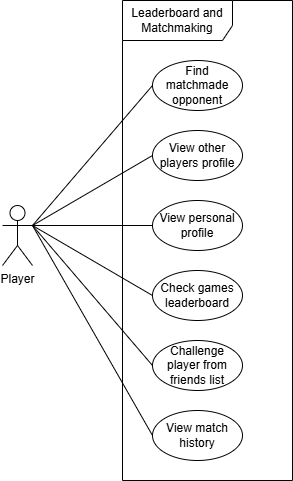 Leaderboard and
Matchmaking
Find
matchmade
opponent
View other
players profile
View personal
profile
Player
Check games
leaderboard
Challenge
player from
friends list
View match
history